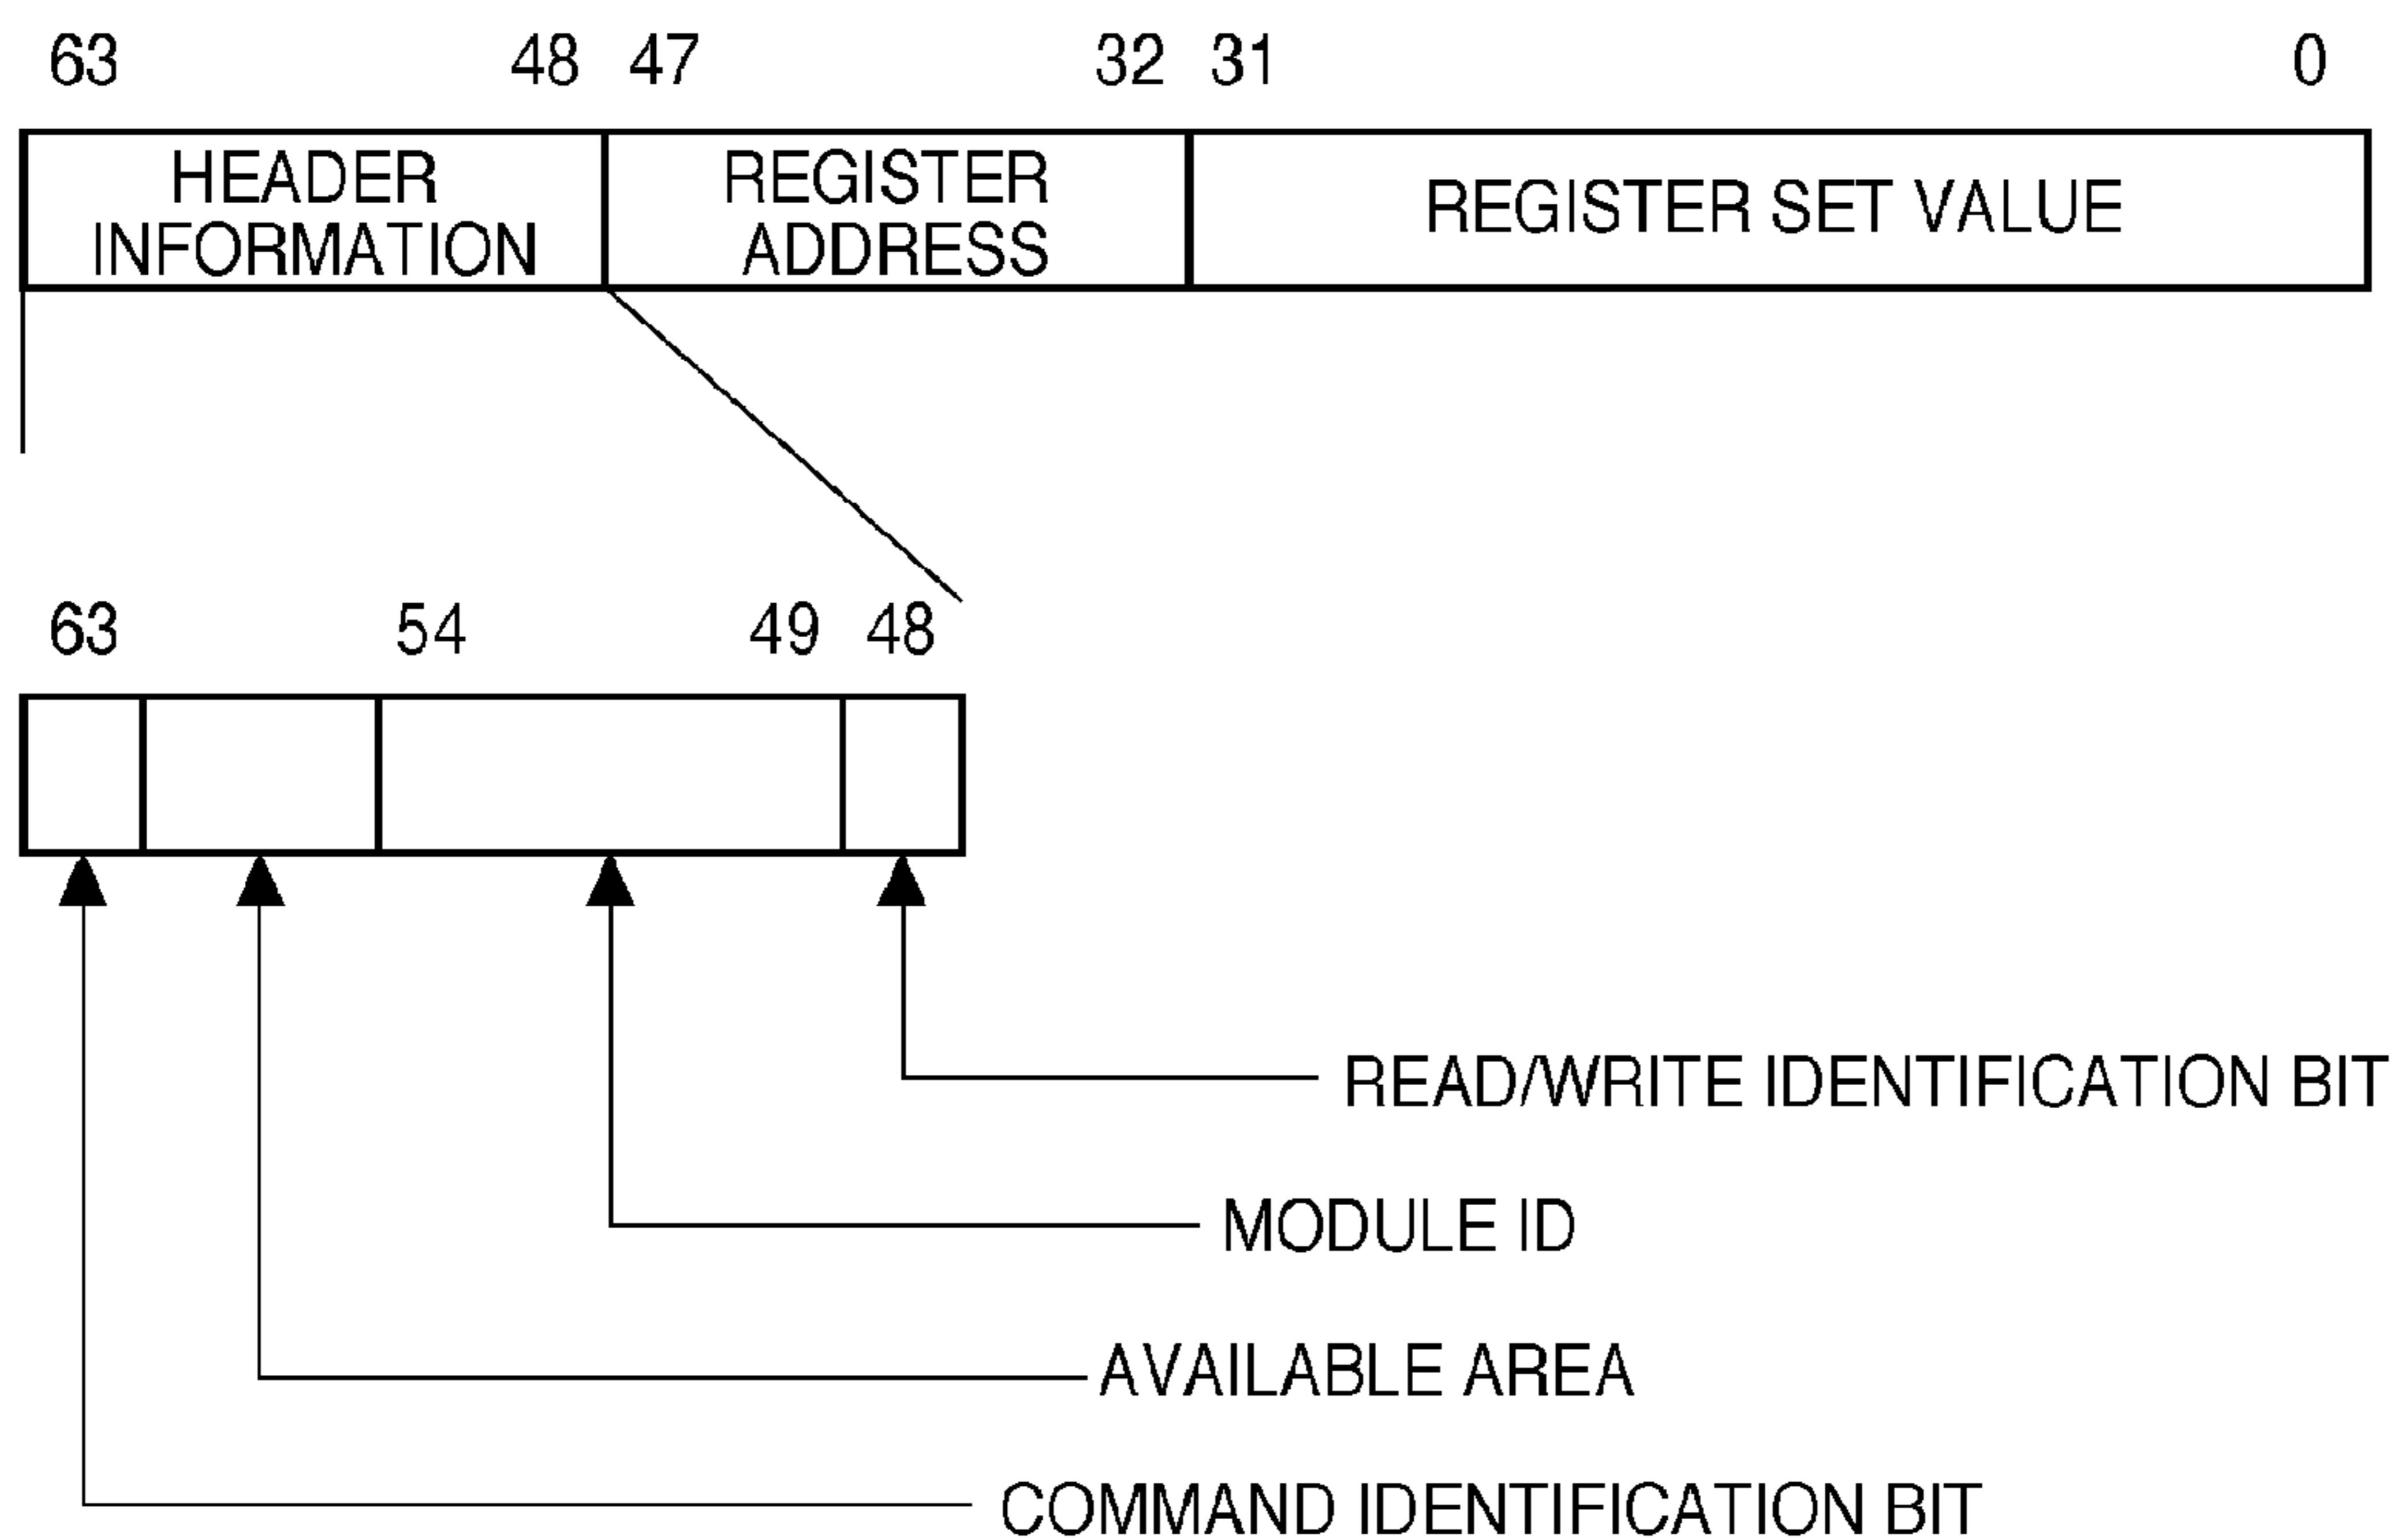 63 48 47 32 31 0
HEADER
INFORMATION
REGISTER
ADDRESS
REGISTER SET VALUE
63 54 49 48
READ/WRITE IDENTIFICATION BIT
MODULE ID
AVAILABLE AREA
COMMAND IDENTIFICATION BIT